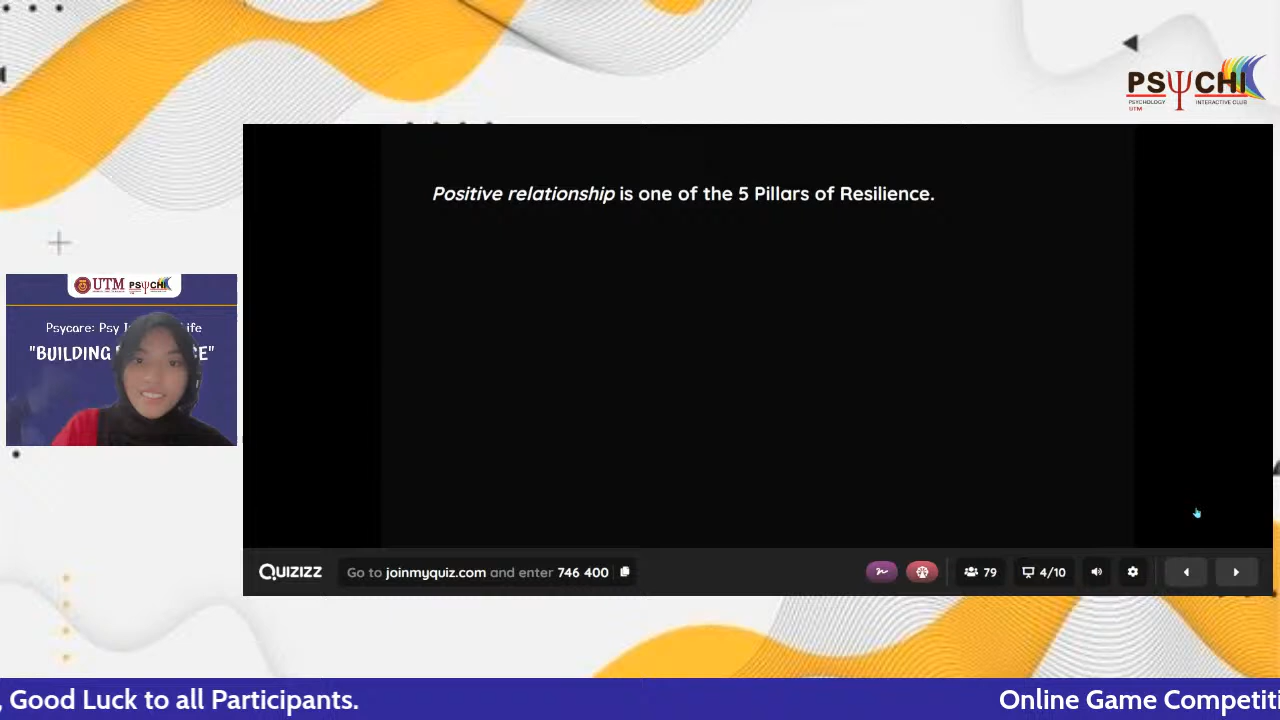 PSYCHI
PSYCHOLOGY INTERACTIVE CLUB
UTM
Positive relationship is one of the 5 Pillars of Resilience.
UTM PSYCHI
Psycare: Psy ife
"BUILDING CE"
QUIZIZZ Go to joinmyquiz.com and enter 746 400 79 4/10
, Good Luck to all Participants. Online Game Competiti